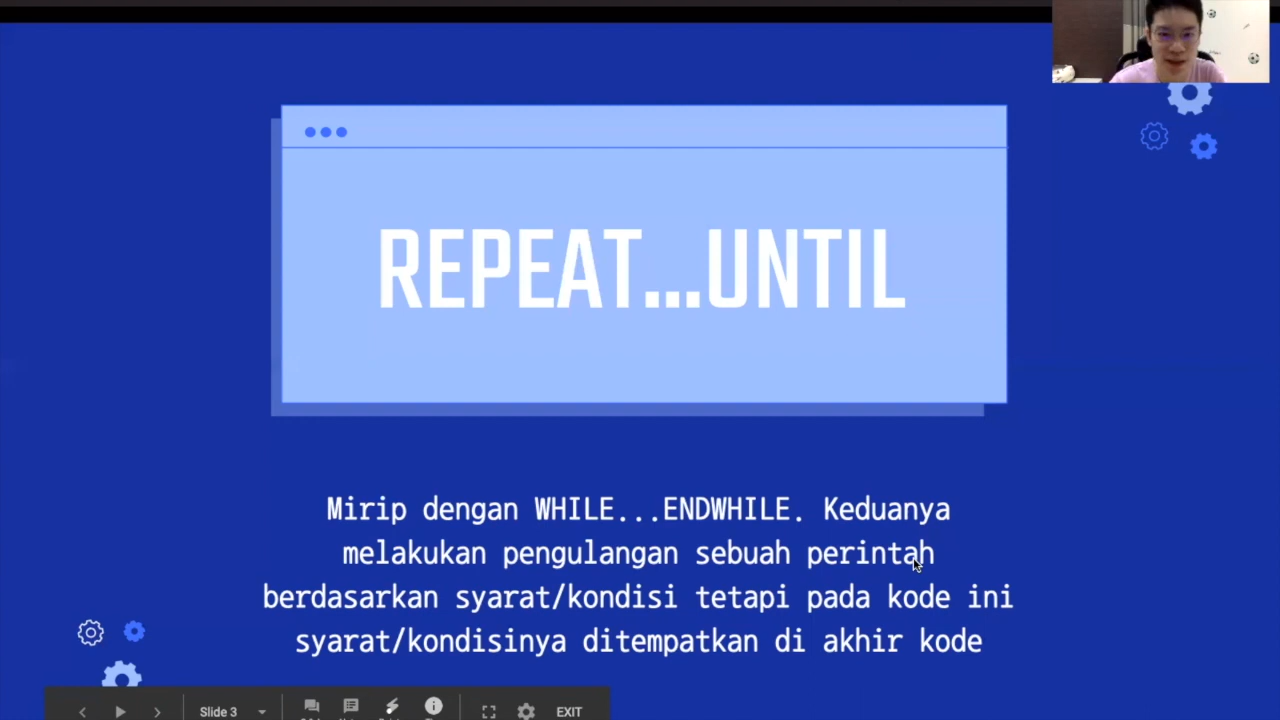 REPEAT...UNTIL
Mirip dengan WHILE...ENDWHILE. Keduanya
melakukan pengulangan sebuah perintah
berdasarkan syarat/kondisi tetapi pada kode ini
syarat/kondisinya ditempatkan di akhir kode
Slide 3
EXIT